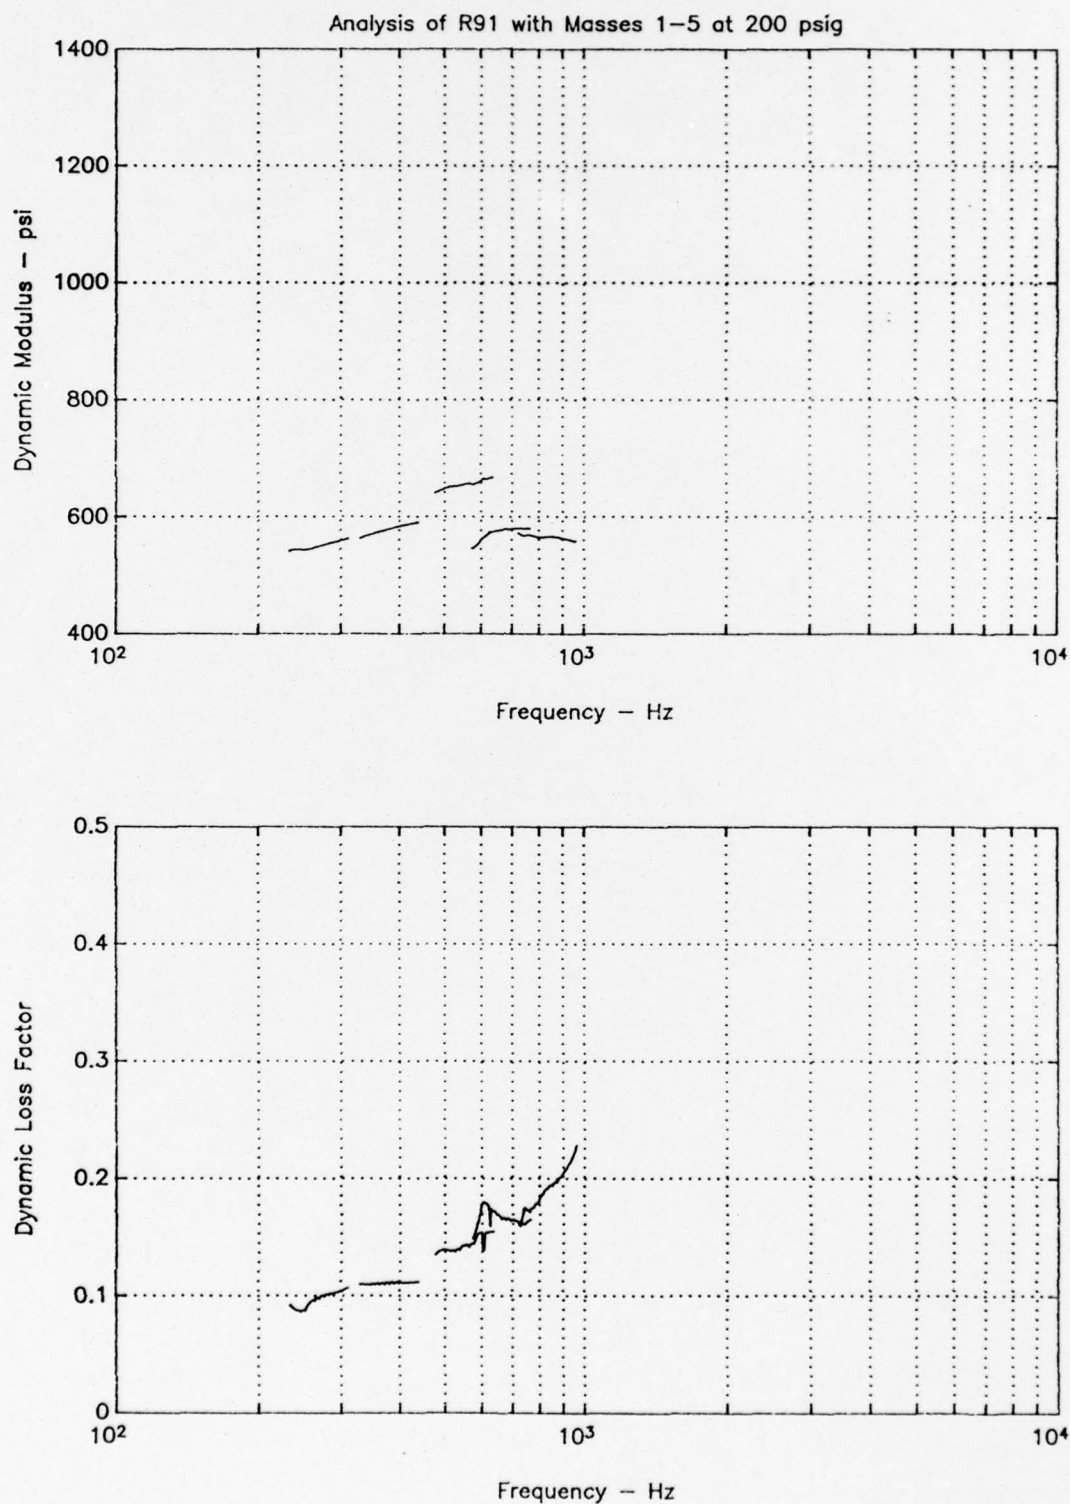 Analysis of R91 with Masses 1–5 at 200 psig
1400
1200
1000
800
600
400
Dynamic Modulus – psi
10² 10³ 10⁴
Frequency – Hz
0.5
0.4
0.3
0.2
0.1
0
Dynamic Loss Factor
10² 10³ 10⁴
Frequency – Hz